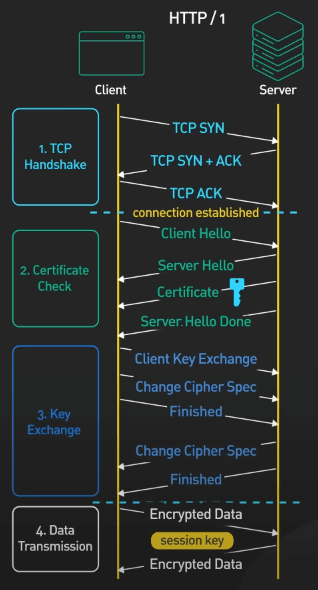 HTTP / 1
Client
Server
1. TCP
Handshake
TCP SYN
TCP SYN + ACK
TCP ACK
connection established
2. Certificate
Check
Client Hello
Server Hello
Certificate
Server Hello Done
3. Key
Exchange
Client Key Exchange
Change Cipher Spec
Finished
Change Cipher Spec
Finished
4. Data
Transmission
Encrypted Data
session key
Encrypted Data